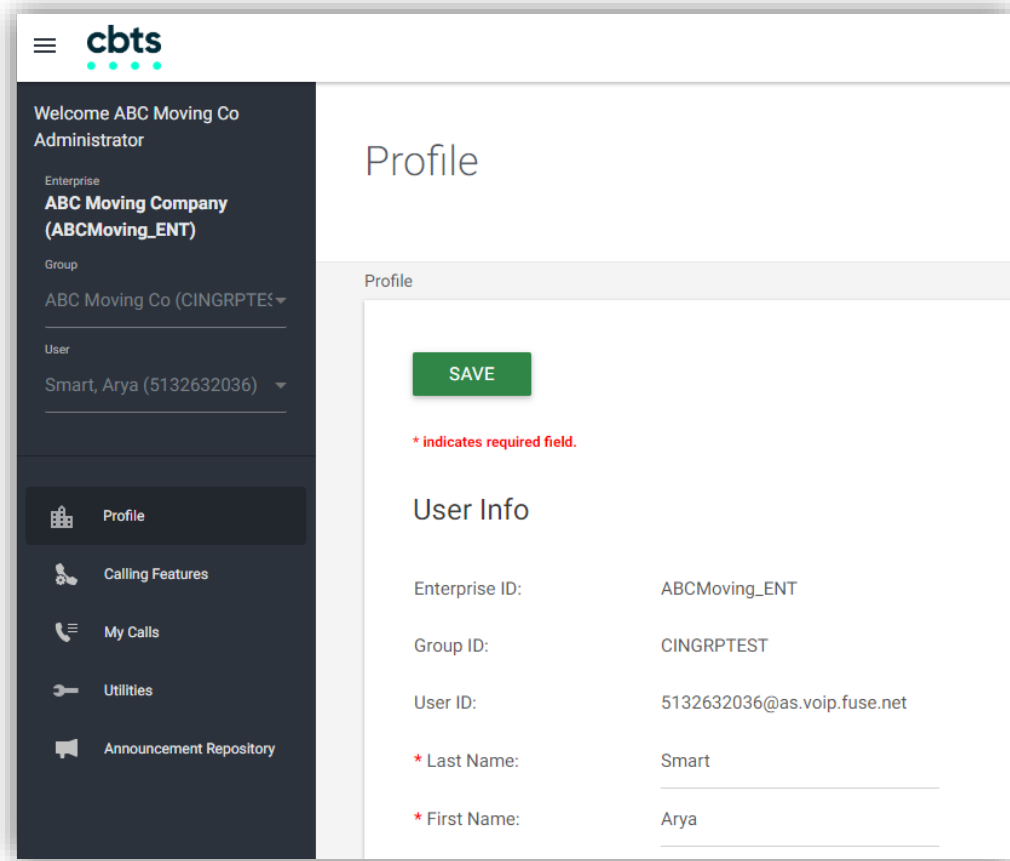 cbts
Welcome ABC Moving Co
Administrator
Enterprise
ABC Moving Company
(ABCMoving_ENT)
Group
ABC Moving Co (CINGRPTES
User
Smart, Arya (5132632036)
Profile
Calling Features
My Calls
Utilities
Announcement Repository
Profile
Profile
SAVE
* indicates required field.
User Info
Enterprise ID: ABCMoving_ENT
Group ID: CINGRPTEST
User ID: 5132632036@as.voip.fuse.net
* Last Name: Smart
* First Name: Arya